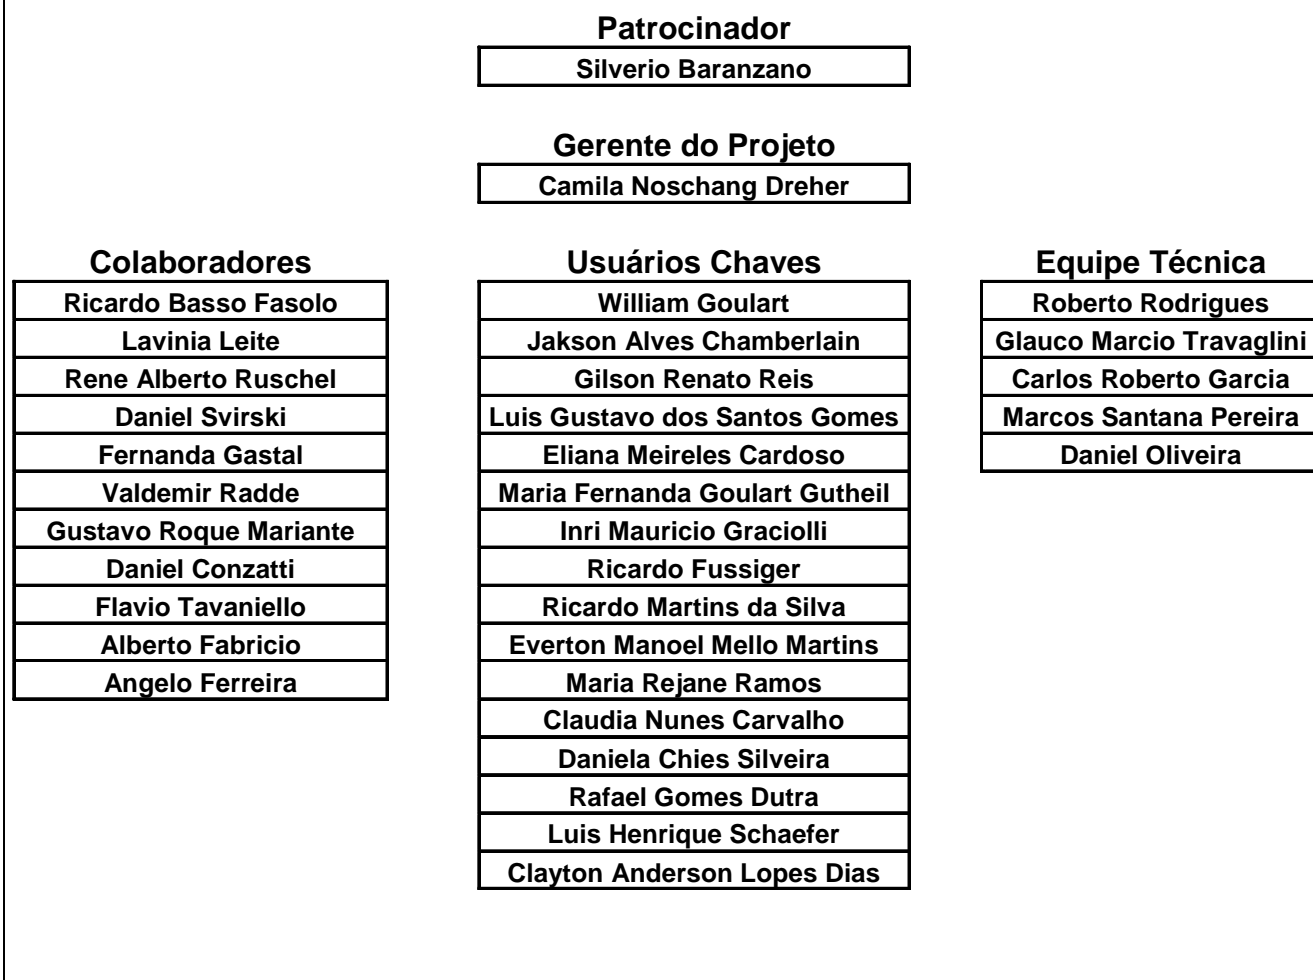 Patrocinador
Silverio Baranzano
Gerente do Projeto
Camila Noschang Dreher
Colaboradores
Ricardo Basso Fasolo
Lavinia Leite
Rene Alberto Ruschel
Daniel Svirski
Fernanda Gastal
Valdemir Radde
Gustavo Roque Mariante
Daniel Conzatti
Flavio Tavaniello
Alberto Fabricio
Angelo Ferreira
Usuários Chaves
William Goulart
Jakson Alves Chamberlain
Gilson Renato Reis
Luis Gustavo dos Santos Gomes
Eliana Meireles Cardoso
Maria Fernanda Goulart Gutheil
Inri Mauricio Graciolli
Ricardo Fussiger
Ricardo Martins da Silva
Everton Manoel Mello Martins
Maria Rejane Ramos
Claudia Nunes Carvalho
Daniela Chies Silveira
Rafael Gomes Dutra
Luis Henrique Schaefer
Clayton Anderson Lopes Dias
Equipe Técnica
Roberto Rodrigues
Glauco Marcio Travaglini
Carlos Roberto Garcia
Marcos Santana Pereira
Daniel Oliveira